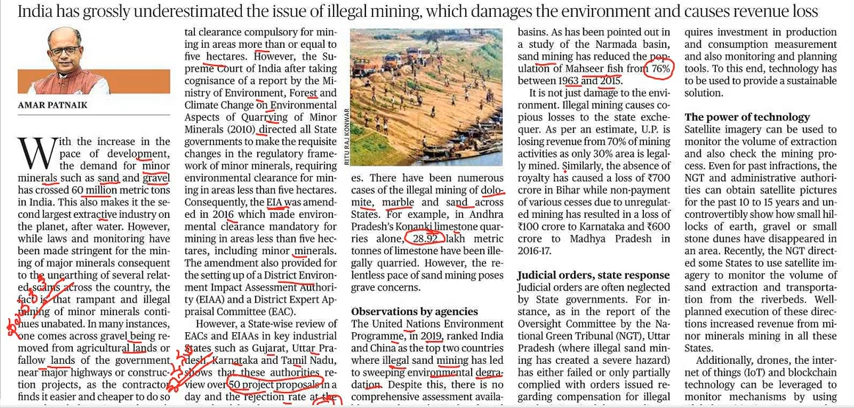 India has grossly underestimated the issue of illegal mining, which damages the environment and causes revenue loss
AMAR PATNAIK
With the increase in the
pace of development,
the demand for minor
minerals such as sand and gravel
has crossed 60 million metric tons
in India. This also makes it the sec-
ond largest extractive industry on
the planet, after water. However,
while laws and monitoring have
been made stringent for the min-
ing of major minerals consequent
to the unearthing of several relat-
ed scams across the country, the
fact is that rampant and illegal
mining of minor minerals conti-
nues unabated. In many instances,
one comes across gravel being re-
moved from agricultural lands or
fallow lands of the government
near major highways or construc-
tion projects, as the contractor
finds it easier and cheaper to do so
tal clearance compulsory for min-
ing in areas more than or equal to
five hectares. However, the Su-
preme Court of India after taking
cognisance of a report by the Mi-
nistry of Environment, Forest and
Climate Change on Environmental
Aspects of Quarrying of Minor
Minerals (2010) directed all State
governments to make the requisite
changes in the regulatory frame-
work of minor minerals, requiring
environmental clearance for min-
ing in areas less than five hectares.
Consequently, the EIA was amend-
ed in 2016 which made environ-
mental clearance mandatory for
mining in areas less than five hec-
tares, including minor minerals.
The amendment also provided for
the setting up of a District Environ-
ment Impact Assessment Authori-
ty (EIAA) and a District Expert Ap-
praisal Committee (EAC).
However, a State-wise review of
EACs and EIAAs in key industrial
States such as Gujarat, Uttar Pra-
desh, Karnataka and Tamil Nadu,
shows that these authorities re-
view over 50 project proposals in a
day and the rejection rate at the
RITU RAJ KONWAR
es. There have been numerous
cases of the illegal mining of dolo-
mite, marble and sand across
States. For example, in Andhra
Pradesh's Konanki limestone quar-
ries alone, 28.92 lakh metric
tonnes of limestone have been ille-
gally quarried. However, the re-
lentless pace of sand mining poses
grave concerns.
Observations by agencies
The United Nations Environment
Programme, in 2019, ranked India
and China as the top two countries
where illegal sand mining has led
to sweeping environmental degra-
dation. Despite this, there is no
comprehensive assessment availa-
basins. As has been pointed out in
a study of the Narmada basin,
sand mining has reduced the pop-
ulation of Mahseer fish from 76%
between 1963 and 2015.
It is not just damage to the envi-
ronment. Illegal mining causes co-
pious losses to the state exche-
quer. As per an estimate, U.P. is
losing revenue from 70% of mining
activities as only 30% area is legal-
ly mined. Similarly, the absence of
royalty has caused a loss of ₹700
crore in Bihar while non-payment
of various cesses due to unregulat-
ed mining has resulted in a loss of
₹100 crore to Karnataka and ₹600
crore to Madhya Pradesh in
2016-17.
Judicial orders, state response
Judicial orders are often neglected
by State governments. For in-
stance, as in the report of the
Oversight Committee by the Na-
tional Green Tribunal (NGT), Uttar
Pradesh (where illegal sand min-
ing has created a severe hazard)
has either failed or only partially
complied with orders issued re-
garding compensation for illegal
quires investment in production
and consumption measurement
and also monitoring and planning
tools. To this end, technology has
to be used to provide a sustainable
solution.
The power of technology
Satellite imagery can be used to
monitor the volume of extraction
and also check the mining pro-
cess. Even for past infractions, the
NGT and administrative authori-
ties can obtain satellite pictures
for the past 10 to 15 years and un-
controvertibly show how small hil-
locks of earth, gravel or small
stone dunes have disappeared in
an area. Recently, the NGT direct-
ed some States to use satellite im-
agery to monitor the volume of
sand extraction and transporta-
tion from the riverbeds. Well-
planned execution of these direc-
tions increased revenue from mi-
nor minerals mining in all these
States.
Additionally, drones, the inter-
net of things (IoT) and blockchain
technology can be leveraged to
monitor mechanisms by using